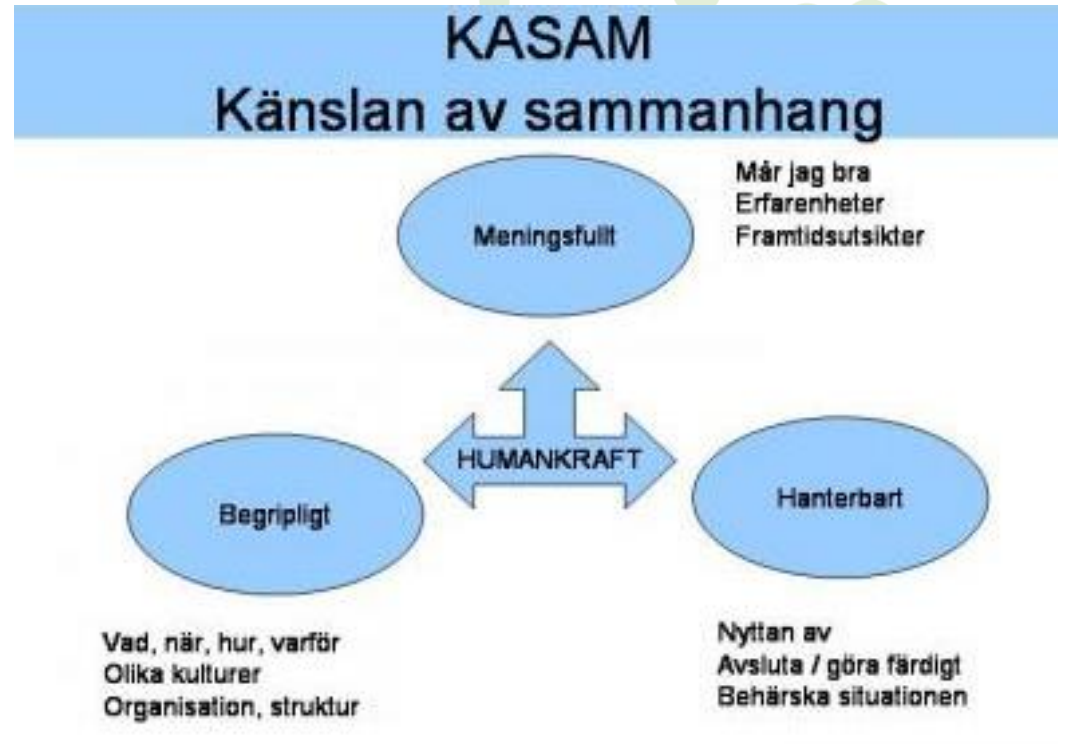 KASAM
Känslan av sammanhang
Meningsfullt
Mår jag bra
Erfarenheter
Framtidsutsikter
HUMANKRAFT
Begripligt
Hanterbart
Vad, när, hur, varför
Olika kulturer
Organisation, struktur
Nyttan av
Avsluta / göra färdigt
Behärska situationen